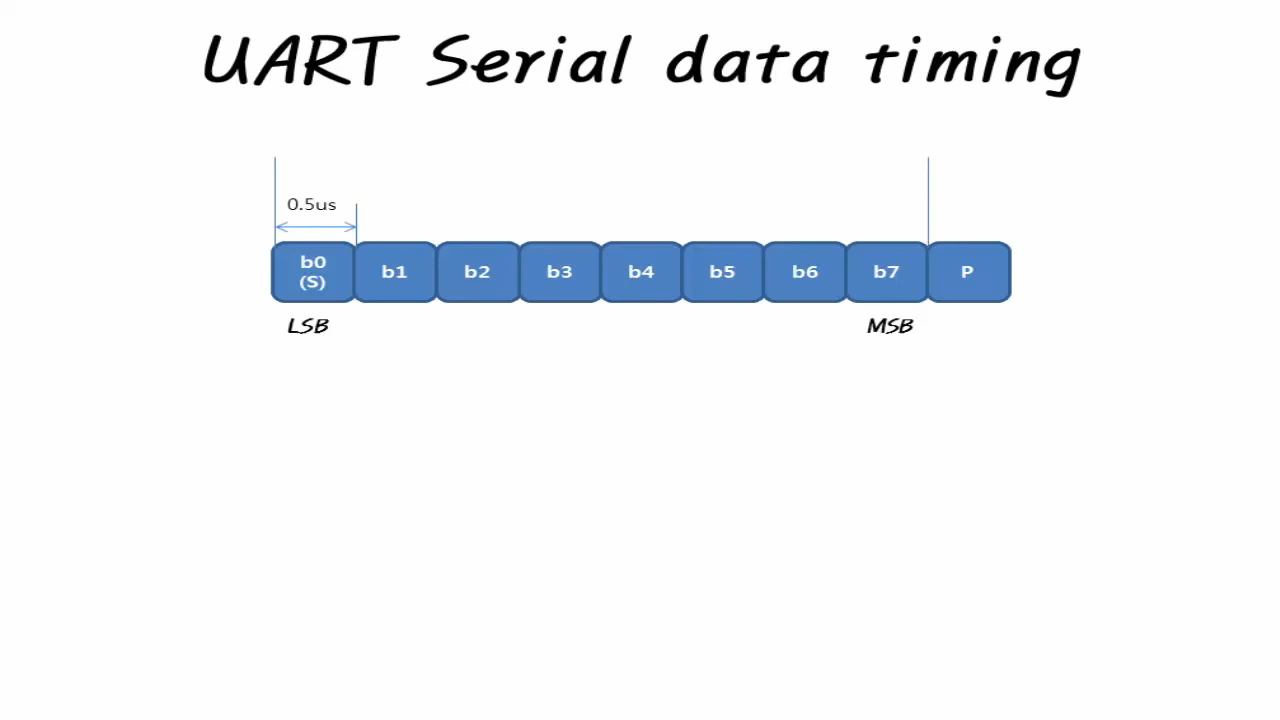 UART Serial data timing
0.5us
b0 b1 b2 b3 b4 b5 b6 b7 P
(S)
LSB MSB